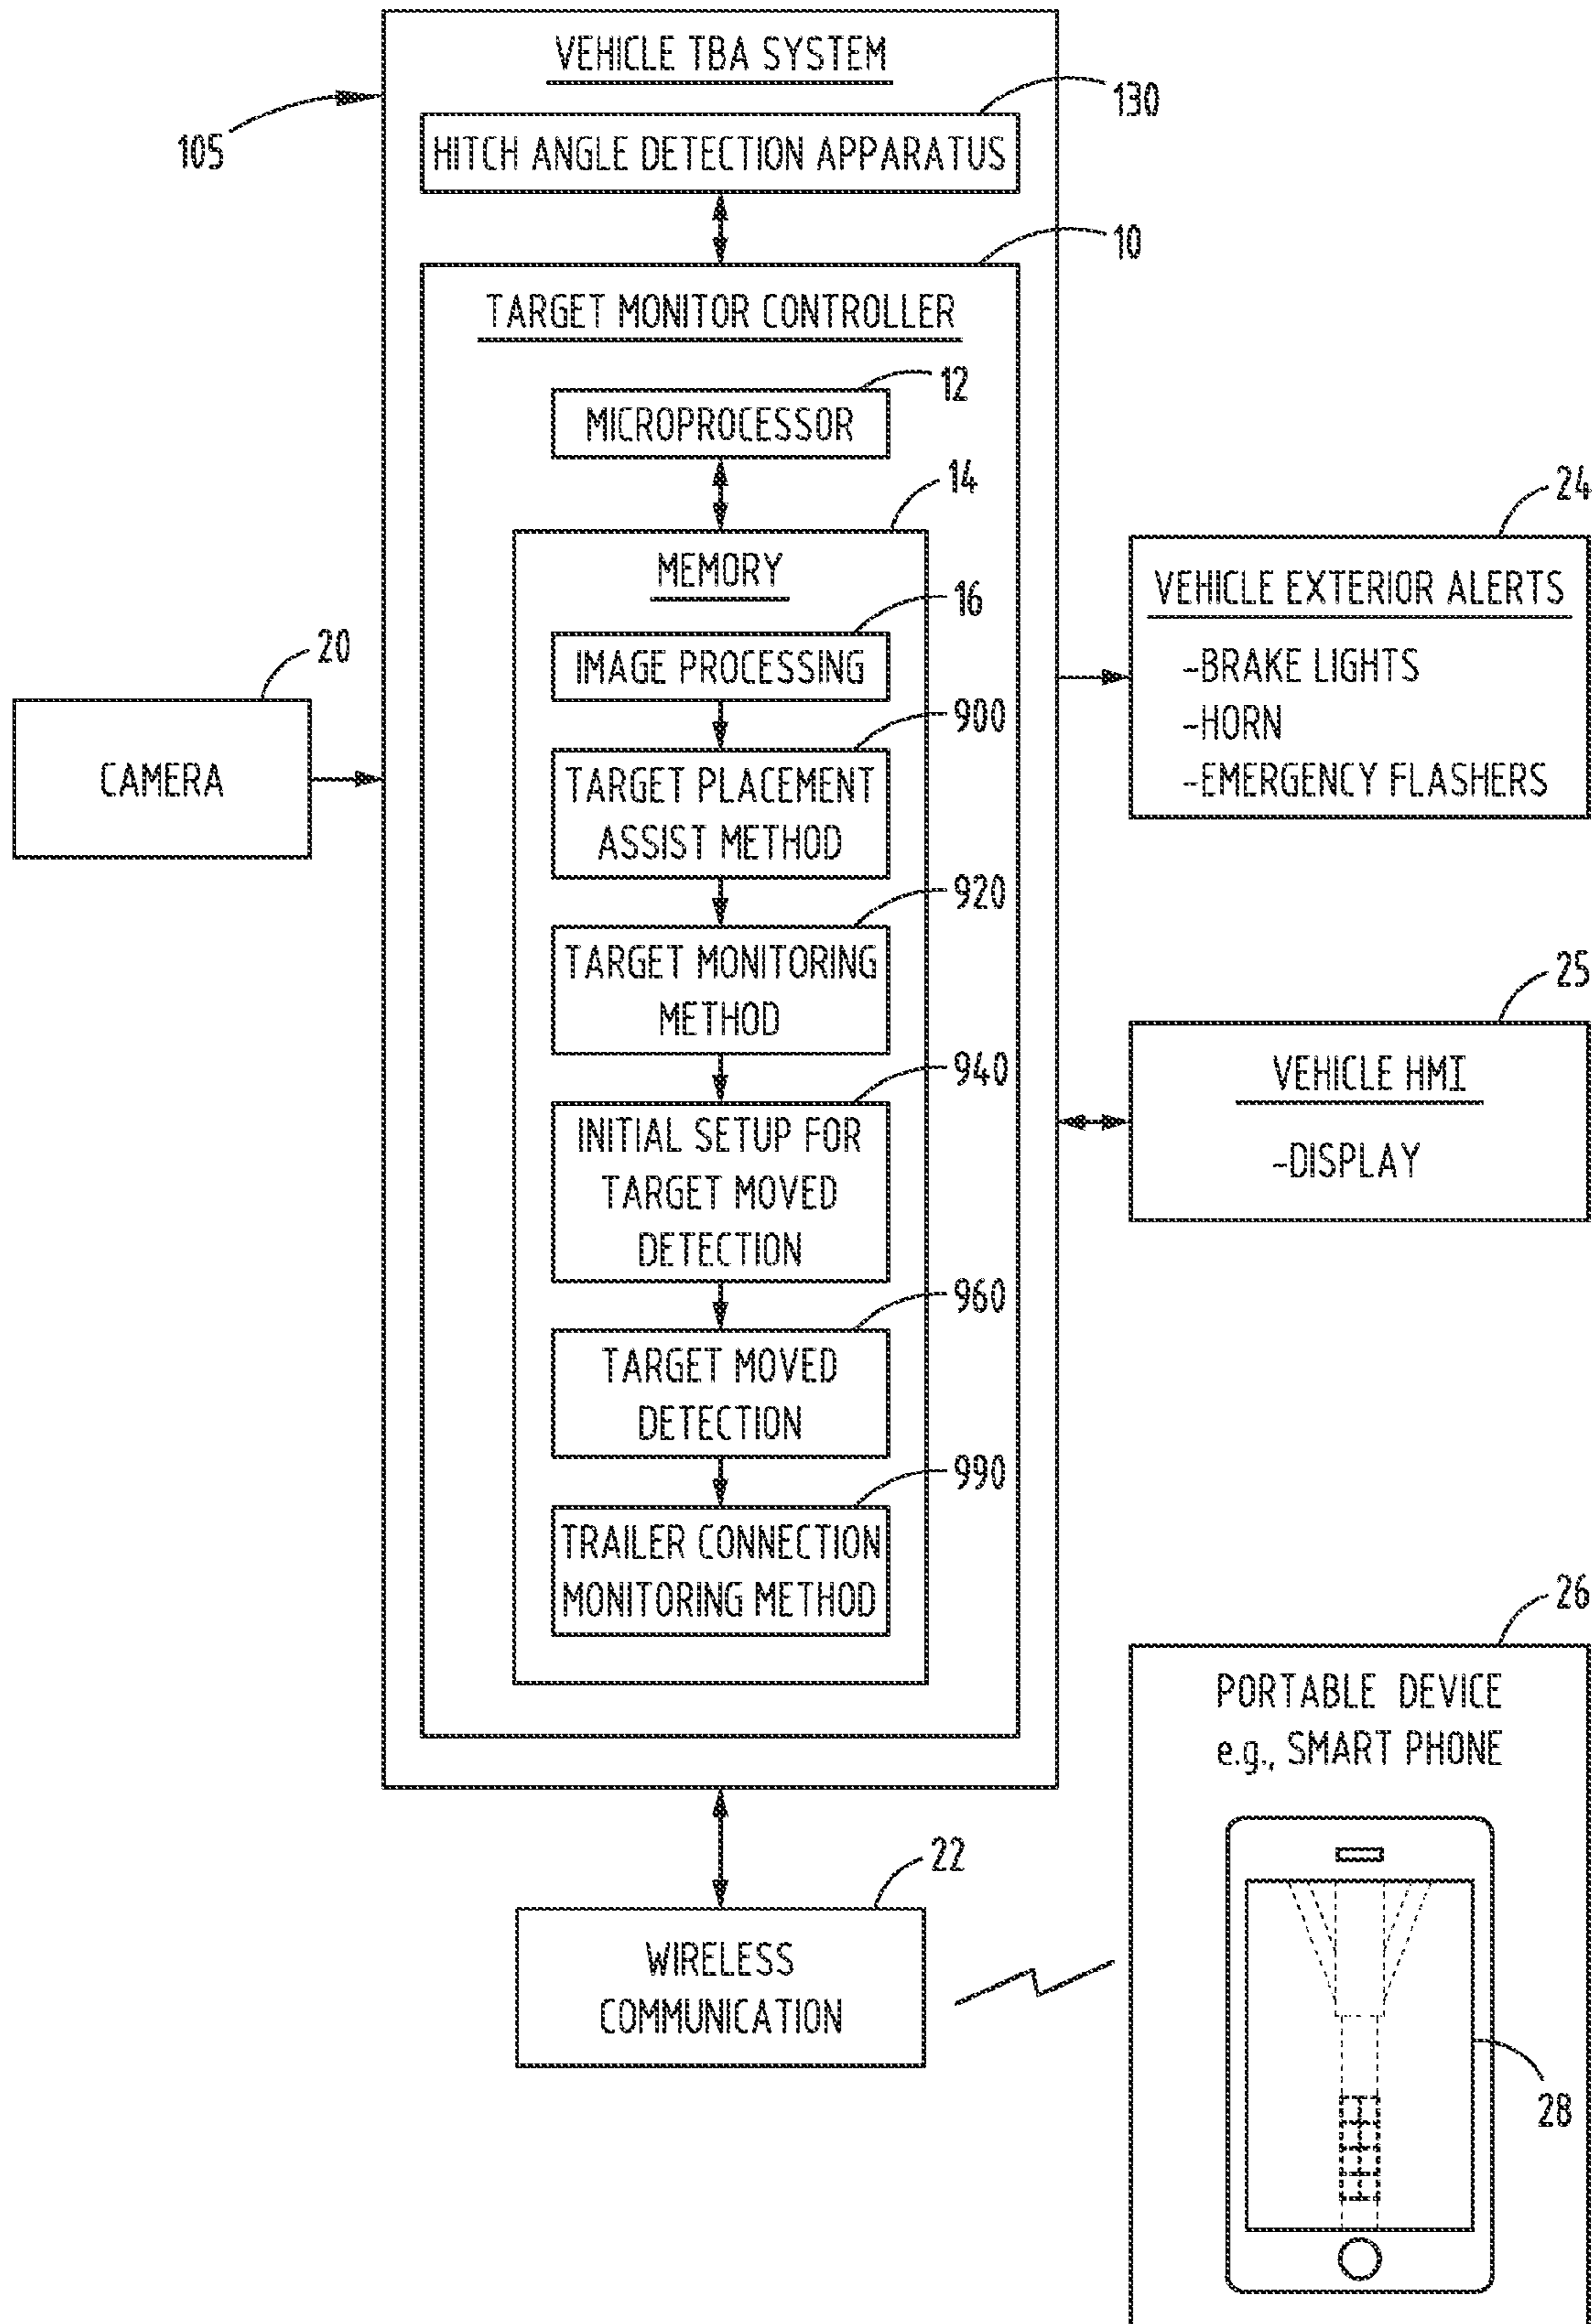 VEHICLE TBA SYSTEM
105
130
HITCH ANGLE DETECTION APPARATUS
10
TARGET MONITOR CONTROLLER
12
MICROPROCESSOR
14
MEMORY
16
IMAGE PROCESSING
900
TARGET PLACEMENT
ASSIST METHOD
920
TARGET MONITORING
METHOD
940
INITIAL SETUP FOR
TARGET MOVED
DETECTION
960
TARGET MOVED
DETECTION
990
TRAILER CONNECTION
MONITORING METHOD
20
CAMERA
24
VEHICLE EXTERIOR ALERTS
-BRAKE LIGHTS
-HORN
-EMERGENCY FLASHERS
25
VEHICLE HMI
-DISPLAY
22
WIRELESS
COMMUNICATION
26
PORTABLE DEVICE
e.g., SMART PHONE
28